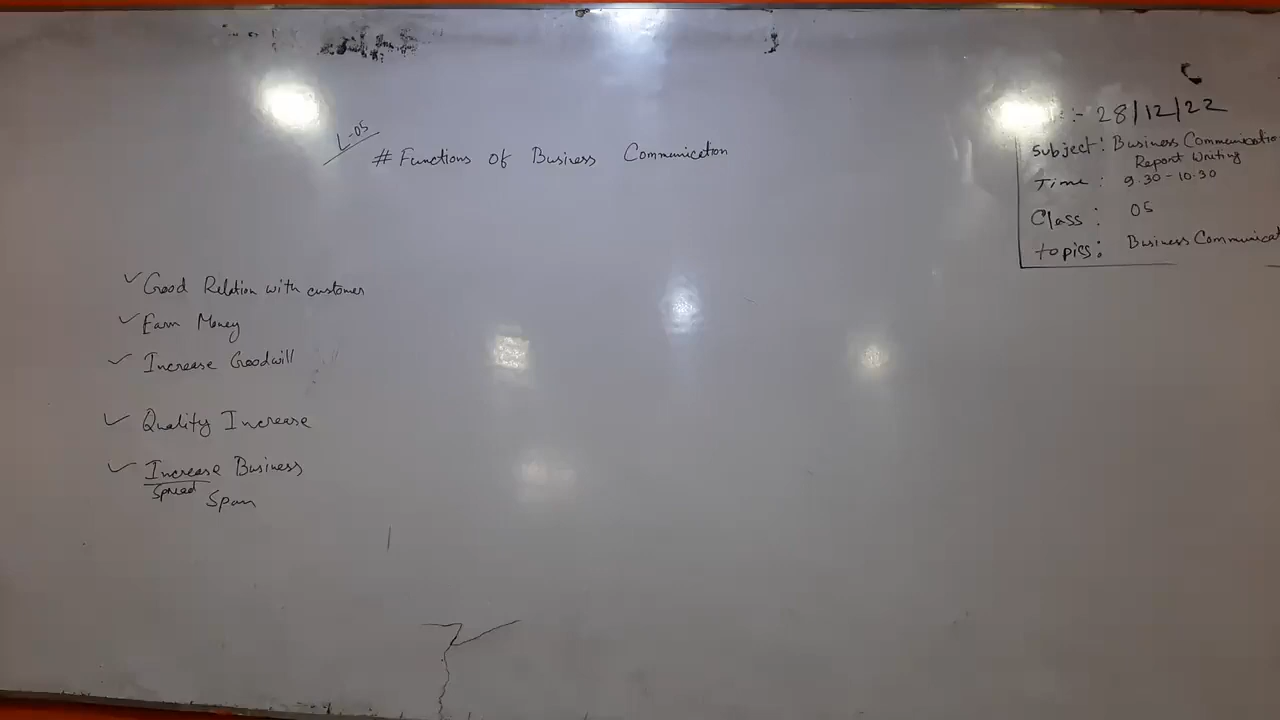 L-05
# Functions of Business Communication
✓ Good Relation with customer
✓ Earn Money
✓ Increase Goodwill
✓ Quality Increase
✓ Increase Business
Spread Span
:- 28/12/22
Subject: Business Communicatio
Report Writing
Time: 9.30-10.30
Class: 05
topics: Business Communicat